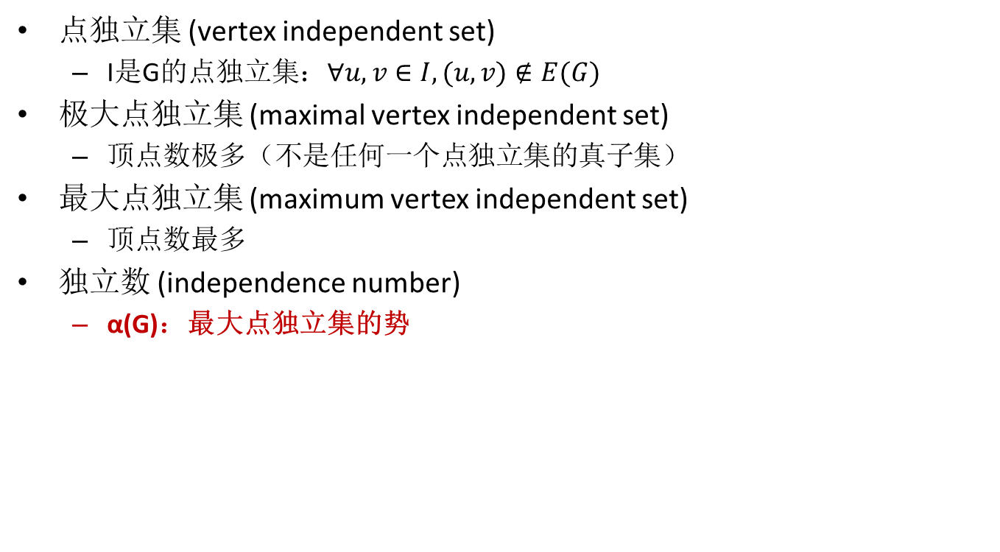 • 点独立集 (vertex independent set)
– I是G的点独立集：∀𝑢, 𝑣 ∈ 𝐼, (𝑢, 𝑣) ∉ 𝐸(𝐺)
• 极大点独立集 (maximal vertex independent set)
– 顶点数极多（不是任何一个点独立集的真子集）
• 最大点独立集 (maximum vertex independent set)
– 顶点数最多
• 独立数 (independence number)
– α(G)：最大点独立集的势